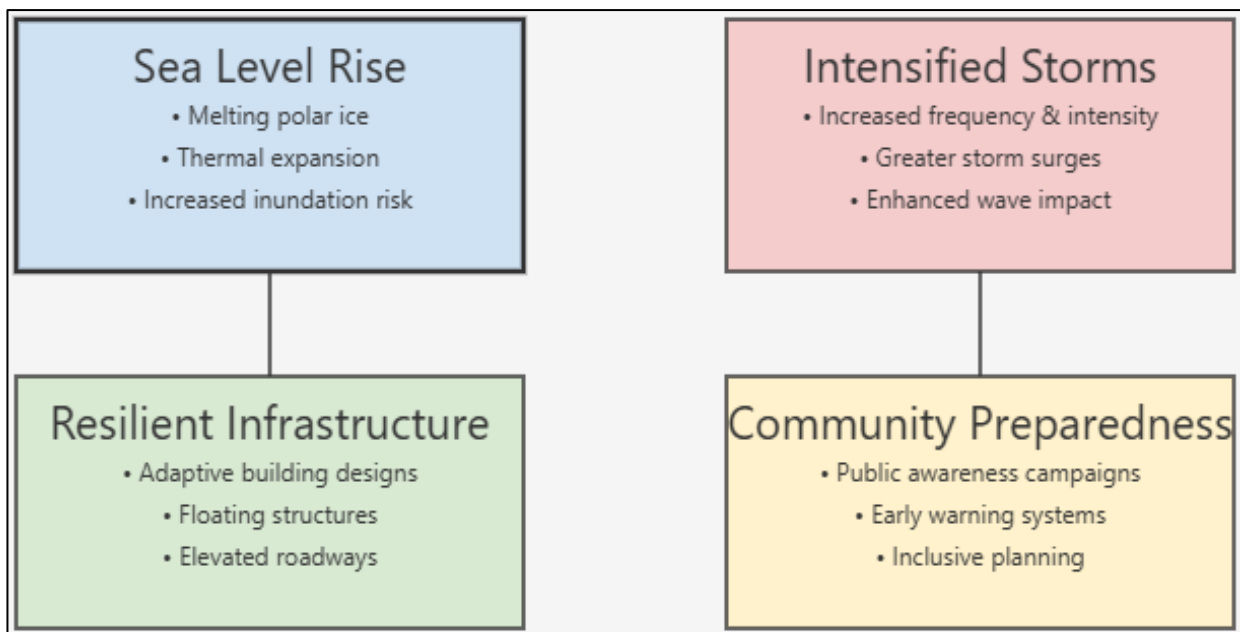 Sea Level Rise
• Melting polar ice
• Thermal expansion
• Increased inundation risk
Intensified Storms
• Increased frequency & intensity
• Greater storm surges
• Enhanced wave impact
Resilient Infrastructure
• Adaptive building designs
• Floating structures
• Elevated roadways
Community Preparedness
• Public awareness campaigns
• Early warning systems
• Inclusive planning